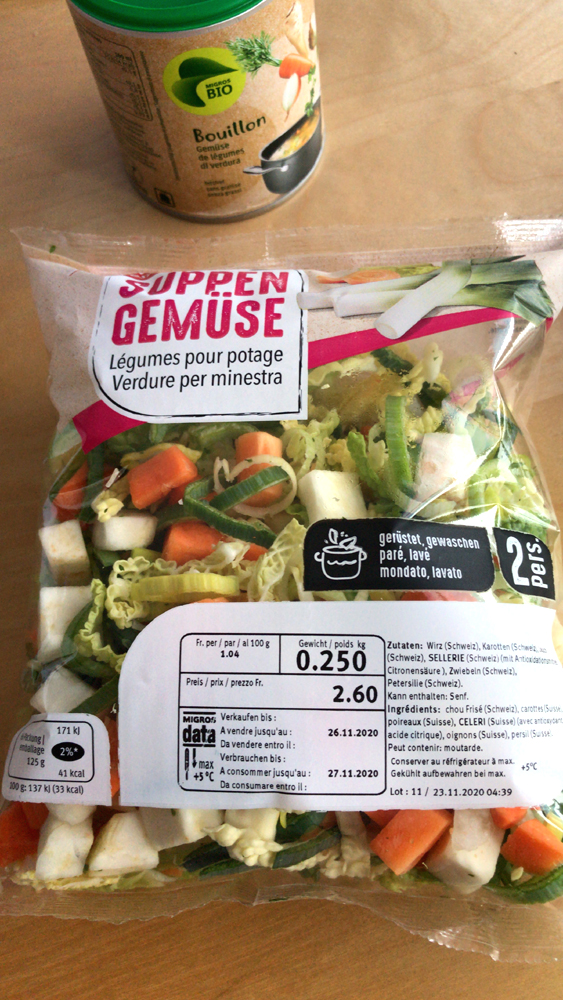 MIGROS
BIO
Bouillon
Gemüse
de légumes
di verdura
SUPPEN
GEMÜSE
Légumes pour potage
Verdure per minestra
gerüstet, gewaschen
paré, lavé
mondato, lavato
2 Pers.
Fr. per / par / al 100 g
1.04
Gewicht / poids kg
0.250
Preis / prix / prezzo Fr.
2.60
MIGROS
data
max
+5°C
Verkaufen bis :
A vendre jusqu'au :
26.11.2020
Da vendere entro il :
Verbrauchen bis :
A consommer jusqu'au :
27.11.2020
Da consumare entro il :
Zutaten: Wirz (Schweiz), Karotten (Schweiz),
(Schweiz), SELLERIE (Schweiz) (mit
Citronensäure), Zwiebeln (Schweiz),
Petersilie (Schweiz).
Kann enthalten: Senf.
Ingrédients: chou Frisé (Suisse), carottes (Suisse
poireaux (Suisse), CELERI (Suisse) (avec
acide citrique), oignons (Suisse), persil (Suisse
Peut contenir: moutarde.
Conserver au réfrigérateur à max.
Gekühlt aufbewahren bei max.
+5°C
Lot : 11 / 23.11.2020 04:39
171 kJ
2%*
125 g
41 kcal
100 g: 137 kJ (33 kcal)